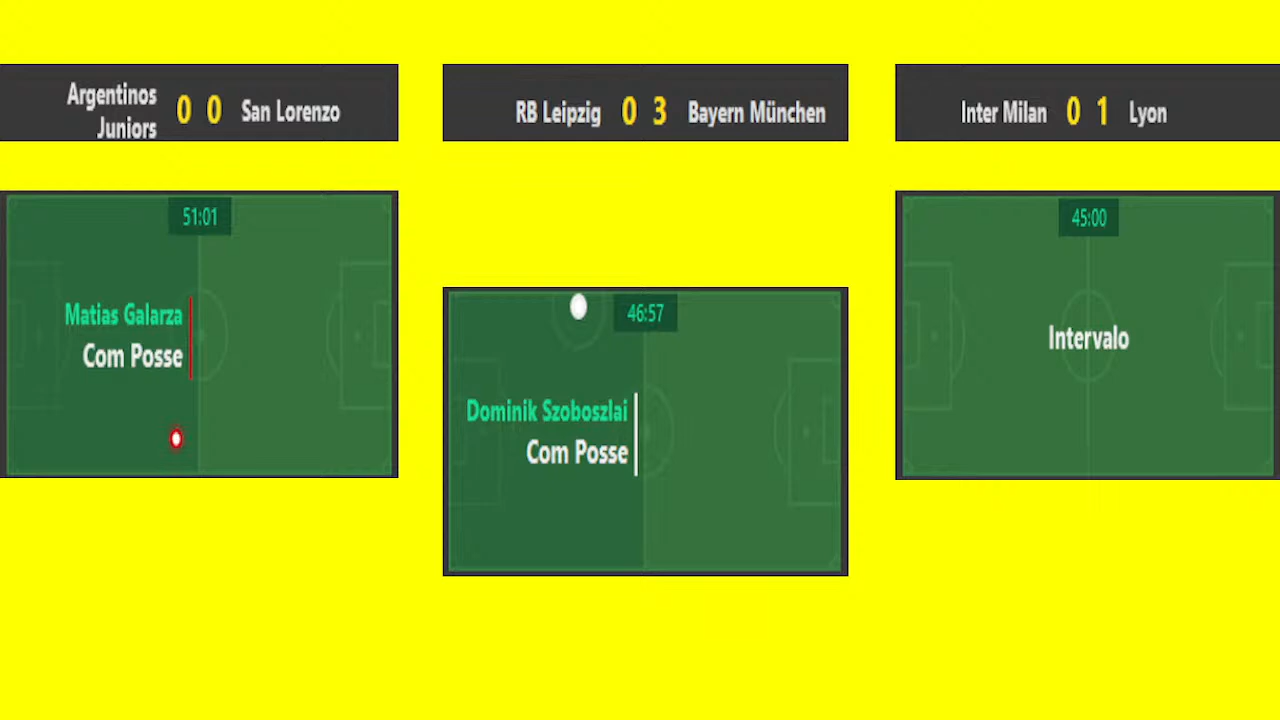 Argentinos
Juniors
0 0
San Lorenzo
RB Leipzig 0 3 Bayern München
Inter Milan 0 1 Lyon
51:01
Matias Galarza
Com Posse
46:57
Dominik Szoboszlai
Com Posse
45:00
Intervalo